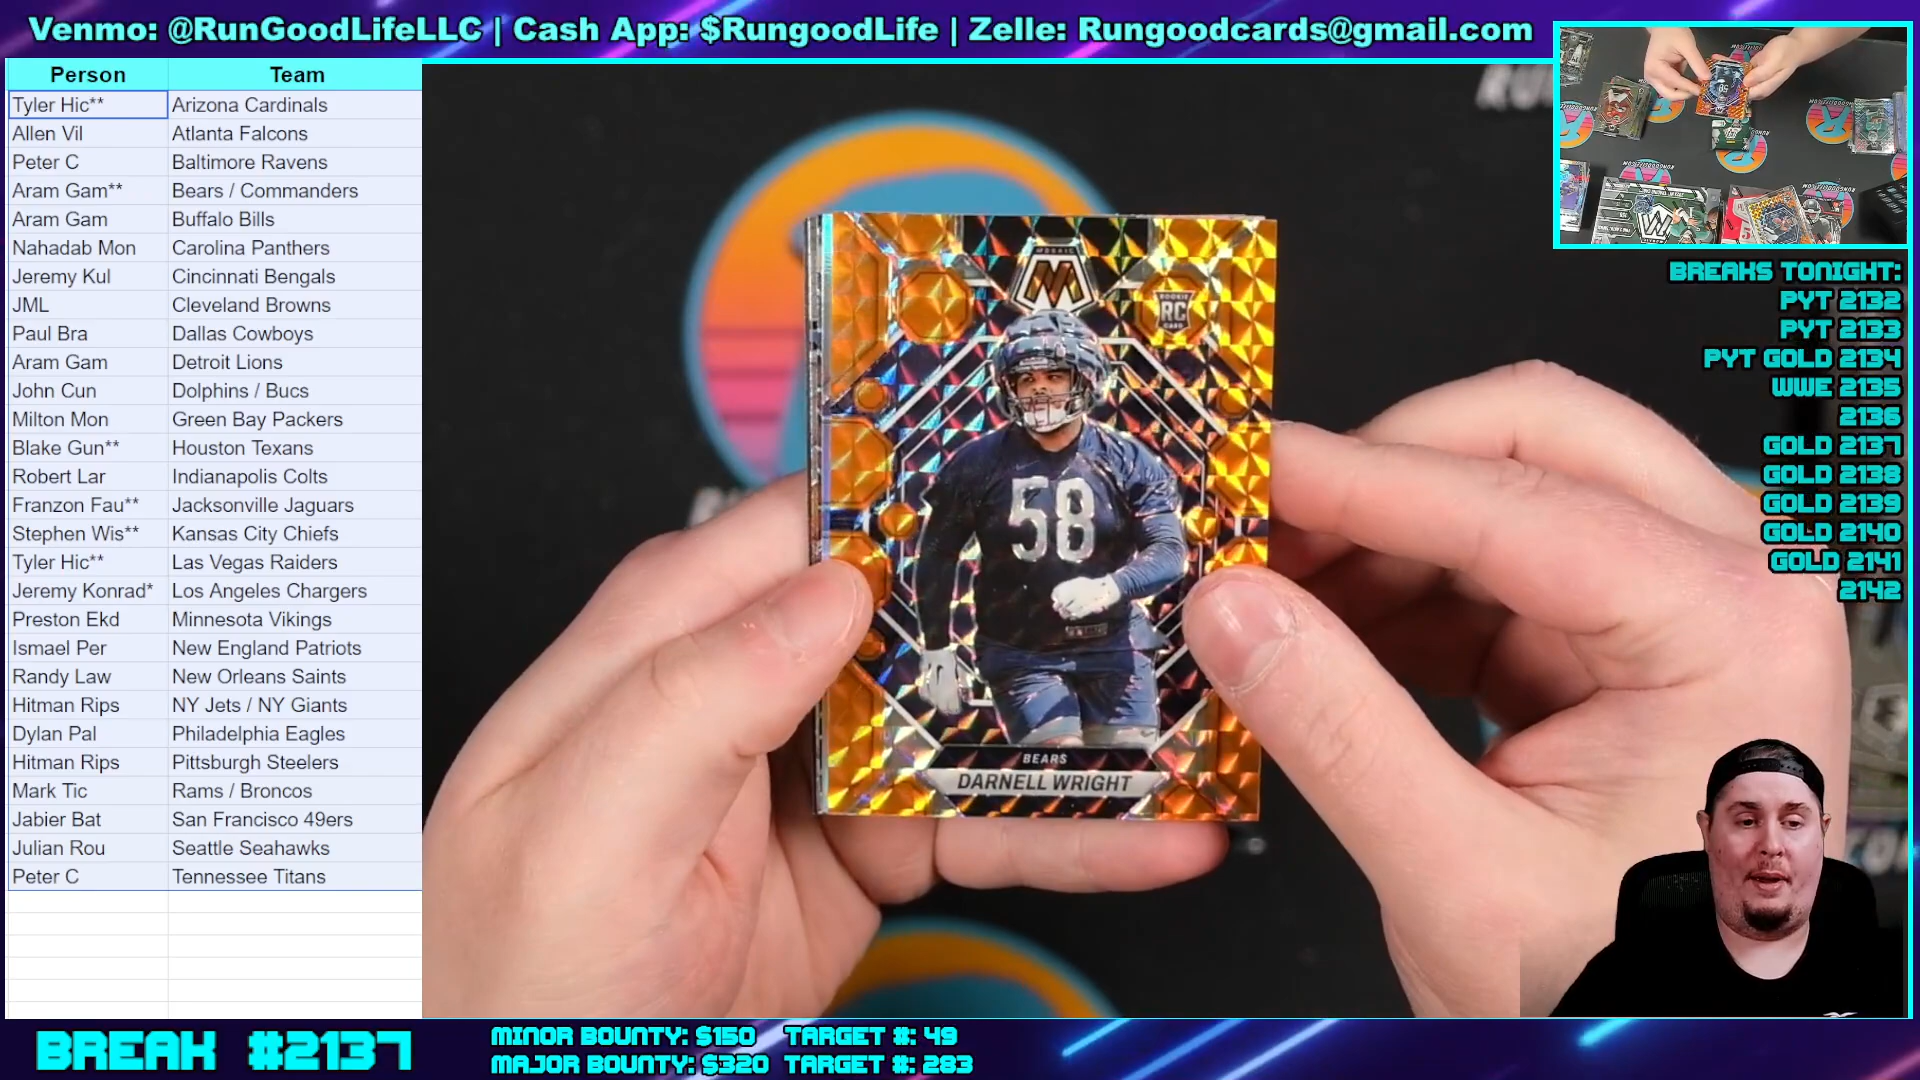 Venmo: @RunGoodLifeLLC | Cash App: $RungoodLife | Zelle: Rungoodcards@gmail.com
Person Team
Tyler Hic** Arizona Cardinals
Allen Vil Atlanta Falcons
Peter C Baltimore Ravens
Aram Gam** Bears / Commanders
Aram Gam Buffalo Bills
Nahadab Mon Carolina Panthers
Jeremy Kul Cincinnati Bengals
JML Cleveland Browns
Paul Bra Dallas Cowboys
Aram Gam Detroit Lions
John Cun Dolphins / Bucs
Milton Mon Green Bay Packers
Blake Gun** Houston Texans
Robert Lar Indianapolis Colts
Franzon Fau** Jacksonville Jaguars
Stephen Wis** Kansas City Chiefs
Tyler Hic** Las Vegas Raiders
Jeremy Konrad* Los Angeles Chargers
Preston Ekd Minnesota Vikings
Ismael Per New England Patriots
Randy Law New Orleans Saints
Hitman Rips NY Jets / NY Giants
Dylan Pal Philadelphia Eagles
Hitman Rips Pittsburgh Steelers
Mark Tic Rams / Broncos
Jabier Bat San Francisco 49ers
Julian Rou Seattle Seahawks
Peter C Tennessee Titans
MOSAIC
ROOKIE
RC
CARD
58
BEARS
DARNELL WRIGHT
BREAKS TONIGHT:
PYT 2132
PYT 2133
PYT GOLD 2134
WWE 2135
2136
GOLD 2137
GOLD 2138
GOLD 2139
GOLD 2140
GOLD 2141
2142
BREAK #2137
MINOR BOUNTY: $150 TARGET #: 49
MAJOR BOUNTY: $320 TARGET #: 283